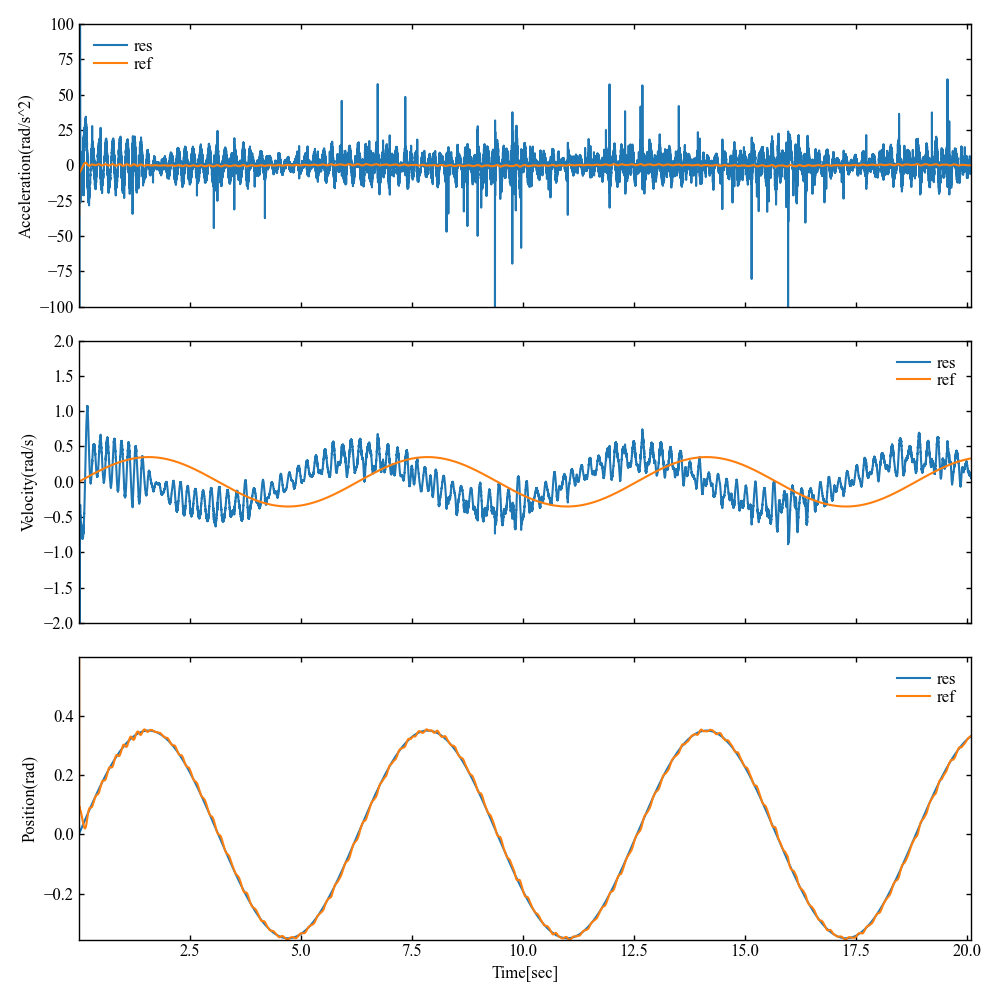 100
75
50
25
0
−25
−50
−75
−100
Acceleration(rad/s^2)
res
ref
2.0
1.5
1.0
0.5
0.0
−0.5
−1.0
−1.5
−2.0
Velocity(rad/s)
res
ref
0.4
0.2
0.0
−0.2
Position(rad)
res
ref
2.5 5.0 7.5 10.0 12.5 15.0 17.5 20.0
Time[sec]